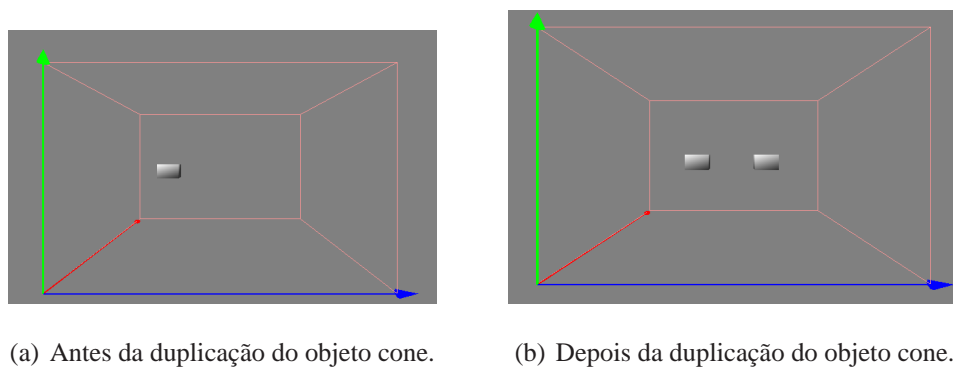 (a) Antes da duplicação do objeto cone.
(b) Depois da duplicação do objeto cone.